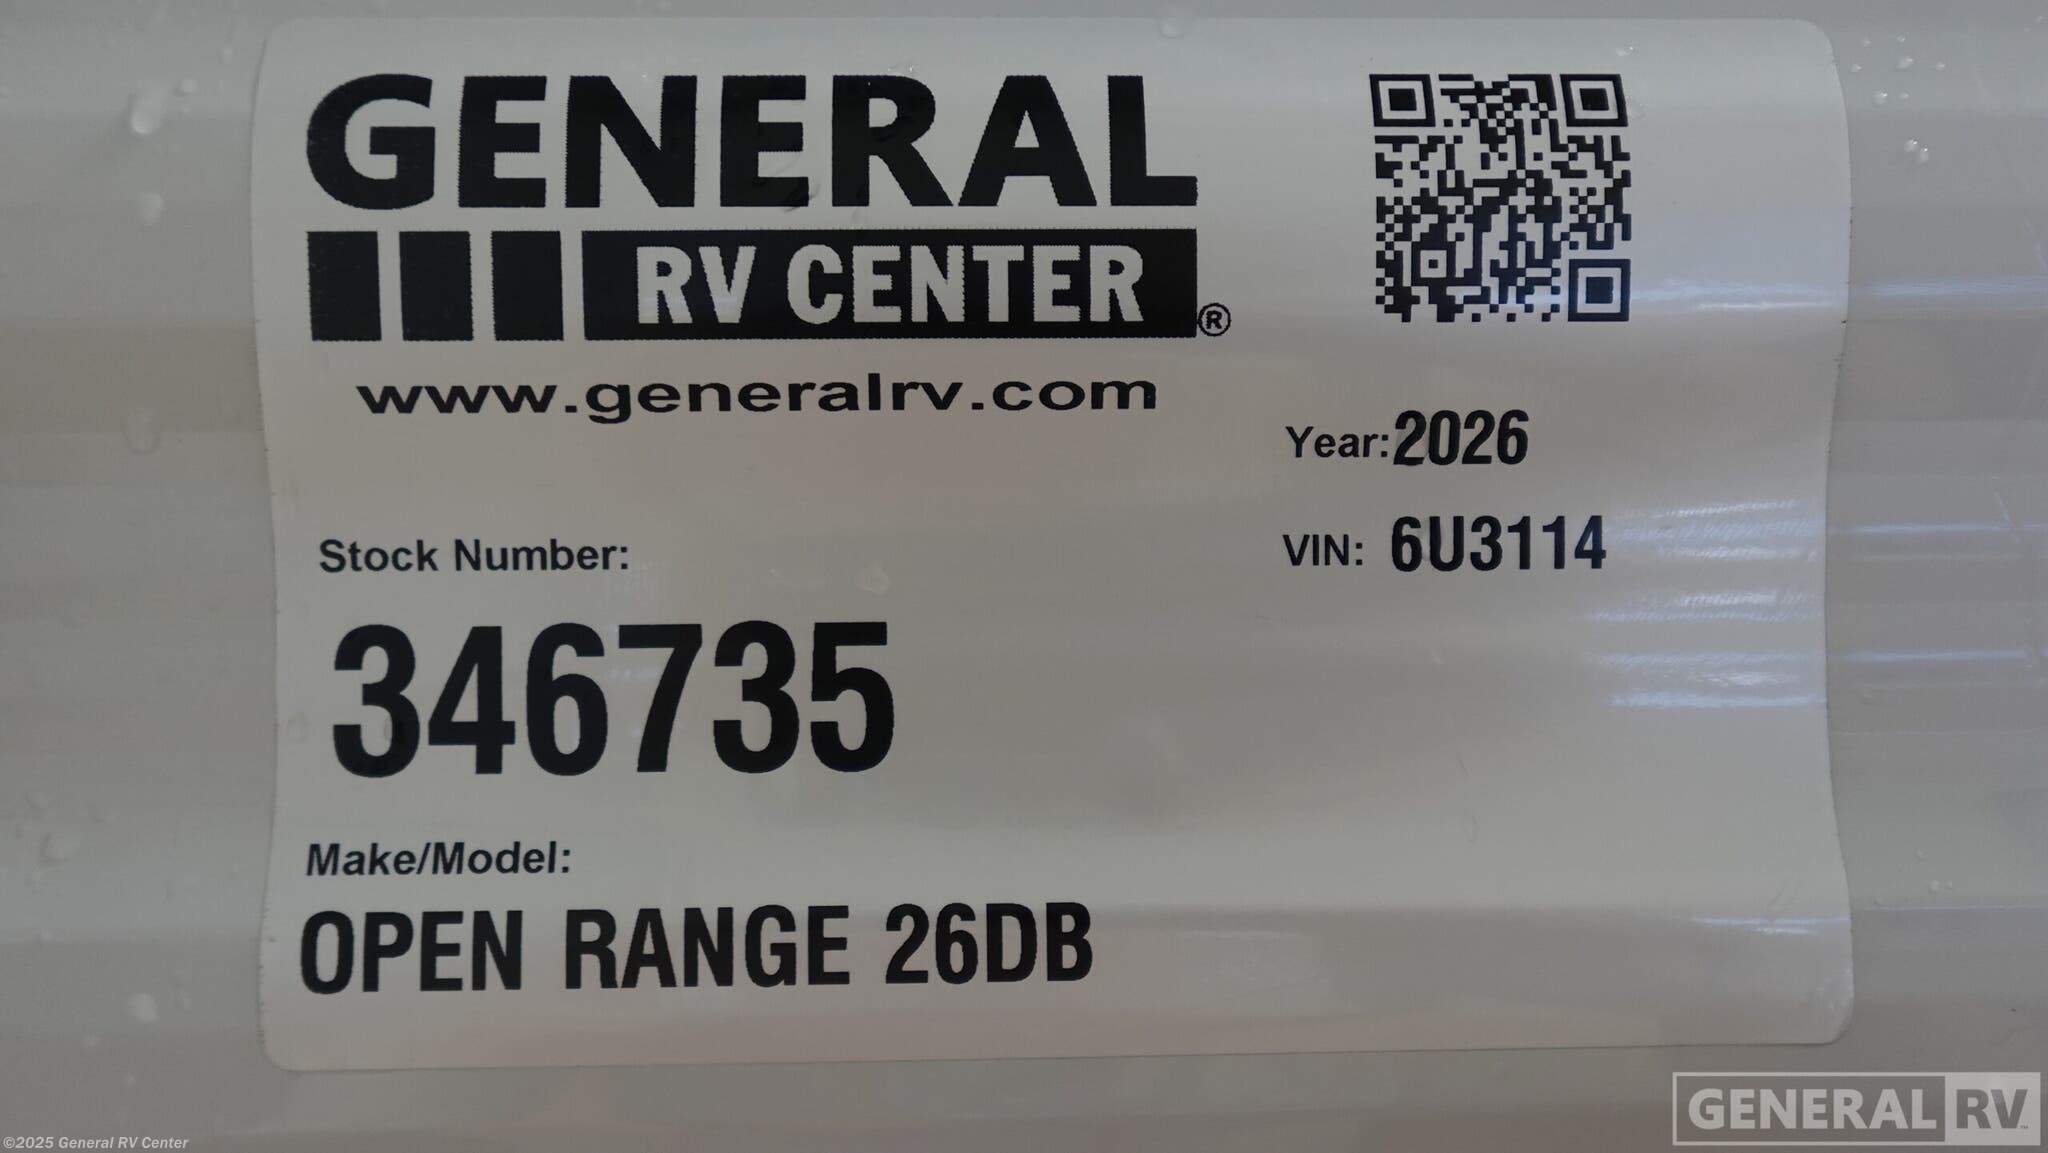 GENERAL
RV CENTER®
www.generalrv.com
Year: 2026
VIN: 6U3114
Stock Number:
346735
Make/Model:
OPEN RANGE 26DB
GENERAL RV™
©2025 General RV Center